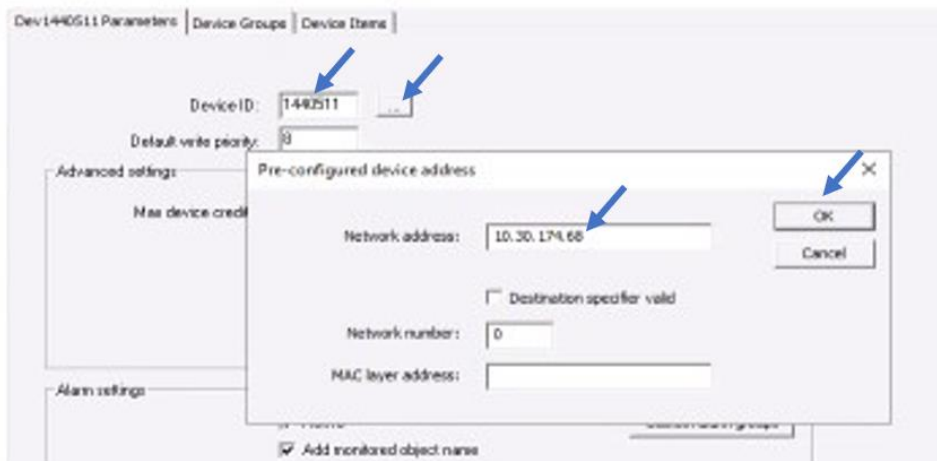 Dev1440511 Parameters Device Groups Device Items
Device ID: 1440511 ...
Default write priority: 8
Advanced settings
Pre-configured device address
Max device credit
Network address: 10.30.174.68
OK
Cancel
Destination specifier valid
Network number: 0
MAC layer address:
Alarm settings
Add monitored object name